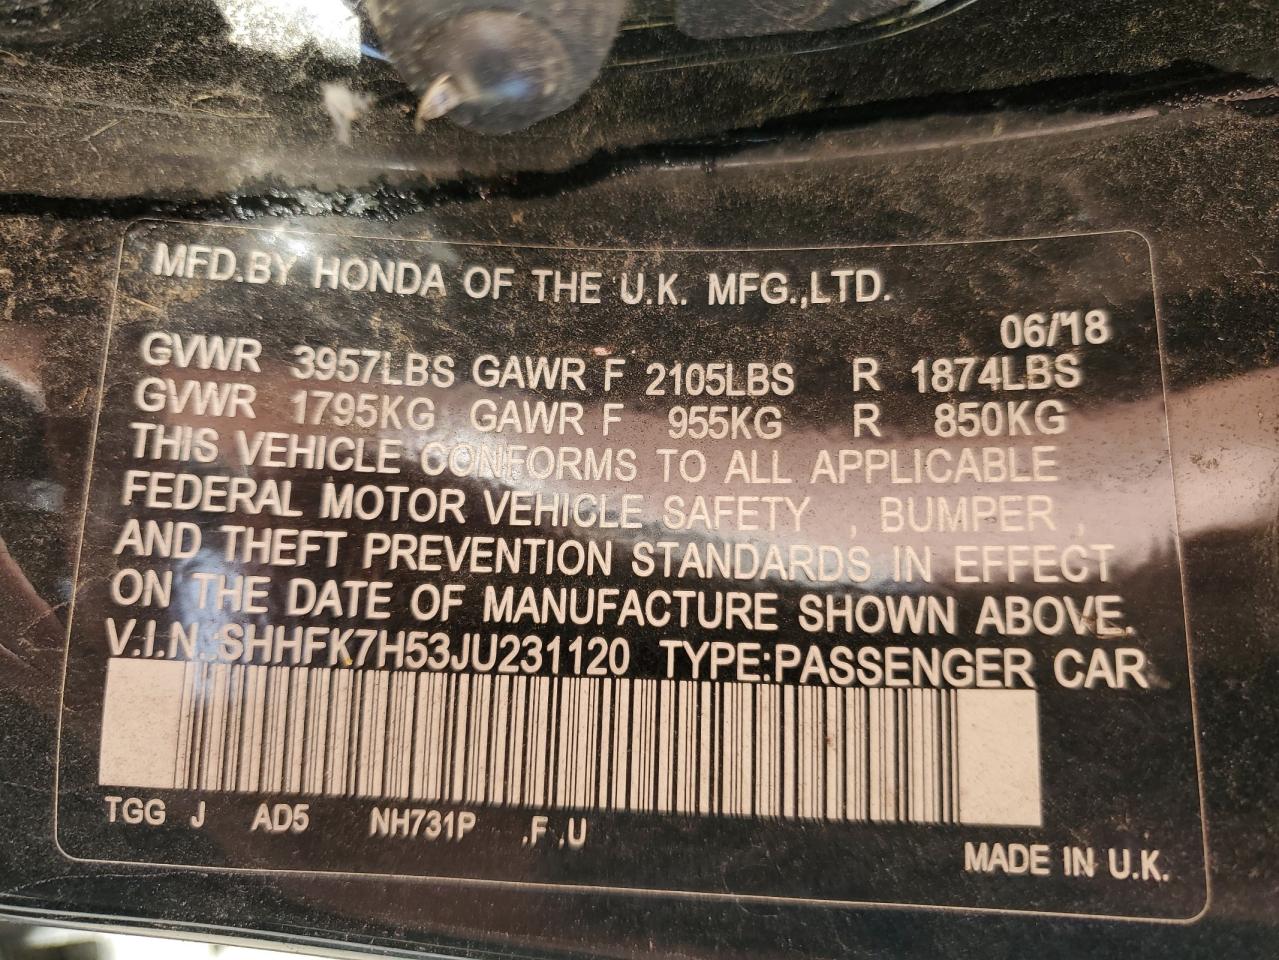 MFD.BY HONDA OF THE U.K. MFG.,LTD.
06/'18
GVWR 3957LBS GAWR F 2105LBS R 1874LBS
GVWR 1795KG GAWR F 955KG R 850KG
THIS VEHICLE CONFORMS TO ALL APPLICABLE
FEDERAL MOTOR VEHICLE SAFETY , BUMPER ,
AND THEFT PREVENTION STANDARDS IN EFFECT
ON THE DATE OF MANUFACTURE SHOWN ABOVE.
V.I.N.:SHHFK7H53JU231120 TYPE:PASSENGER CAR
TGG J AD5 NH731P .F .U
MADE IN U.K.